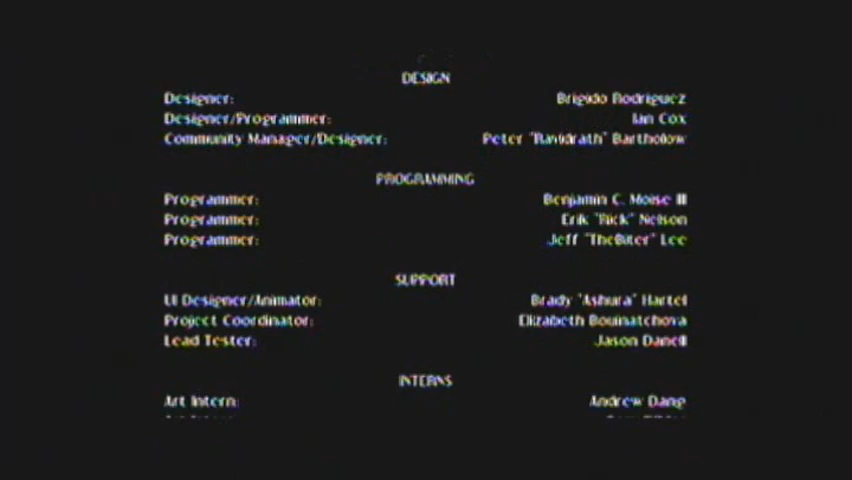 DESIGN
Designer: Brigido Rodriguez
Designer/Programmer: Ian Cox
Community Manager/Designer: Peter "Ravidrath" Bartholow
PROGRAMMING
Programmer: Benjamin C. Moise III
Programmer: Erik "Rick" Nelson
Programmer: Jeff "TheBiter" Lee
SUPPORT
UI Designer/Animator: Brady "Ashura" Hartel
Project Coordinator: Elizabeth Bouinatchova
Lead Tester: Jason Danell
INTERNS
Art Intern: Andrew Dang